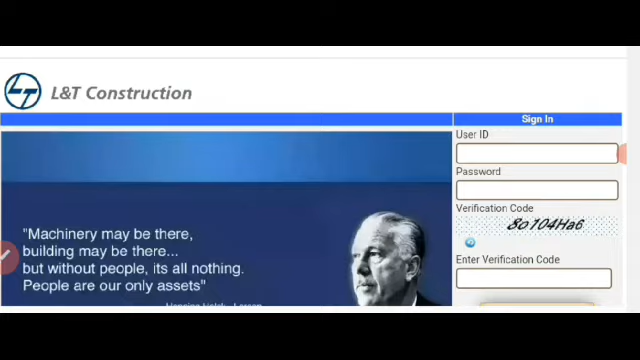 L&T Construction
Sign In
User ID
Password
Verification Code
8o104Ha6
Enter Verification Code
"Machinery may be there,
building may be there...
but without people, its all nothing.
People are our only assets"